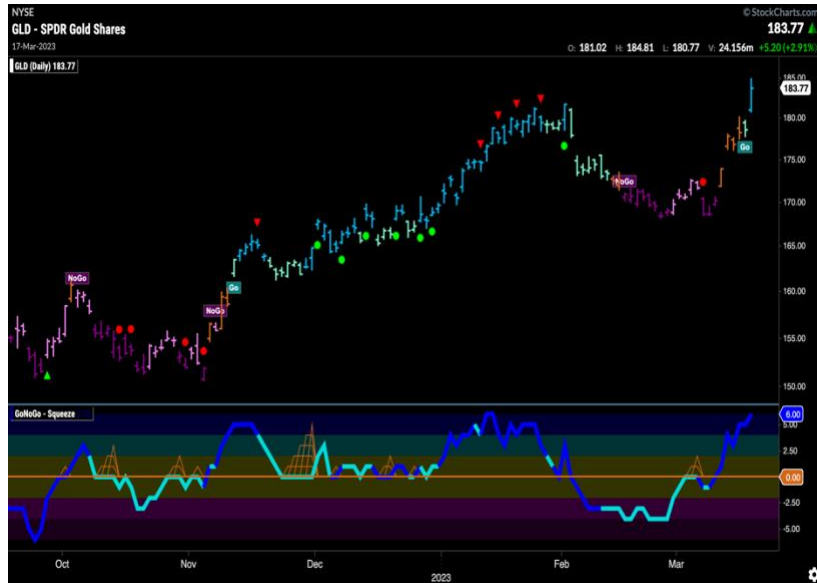 NYSE
© StockCharts.com
GLD - SPDR Gold Shares
183.77
17-Mar-2023
O: 181.02 H: 184.81 L: 180.77 V: 24.156m +5.20 (+2.91%)
GLD (Daily) 183.77
185.00
183.77
180.00
Go
175.00
NoGo
170.00
165.00
NoGo
Go
160.00
NoGo
155.00
150.00
GoNoGo - Squeeze
6.00
5.00
2.50
0.00
-2.50
-5.00
Oct Nov Dec Feb Mar
2023